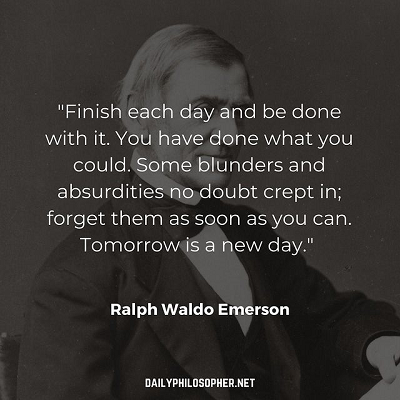 "Finish each day and be done
with it. You have done what you
could. Some blunders and
absurdities no doubt crept in;
forget them as soon as you can.
Tomorrow is a new day."
Ralph Waldo Emerson
DAILYPHILOSOPHER.NET